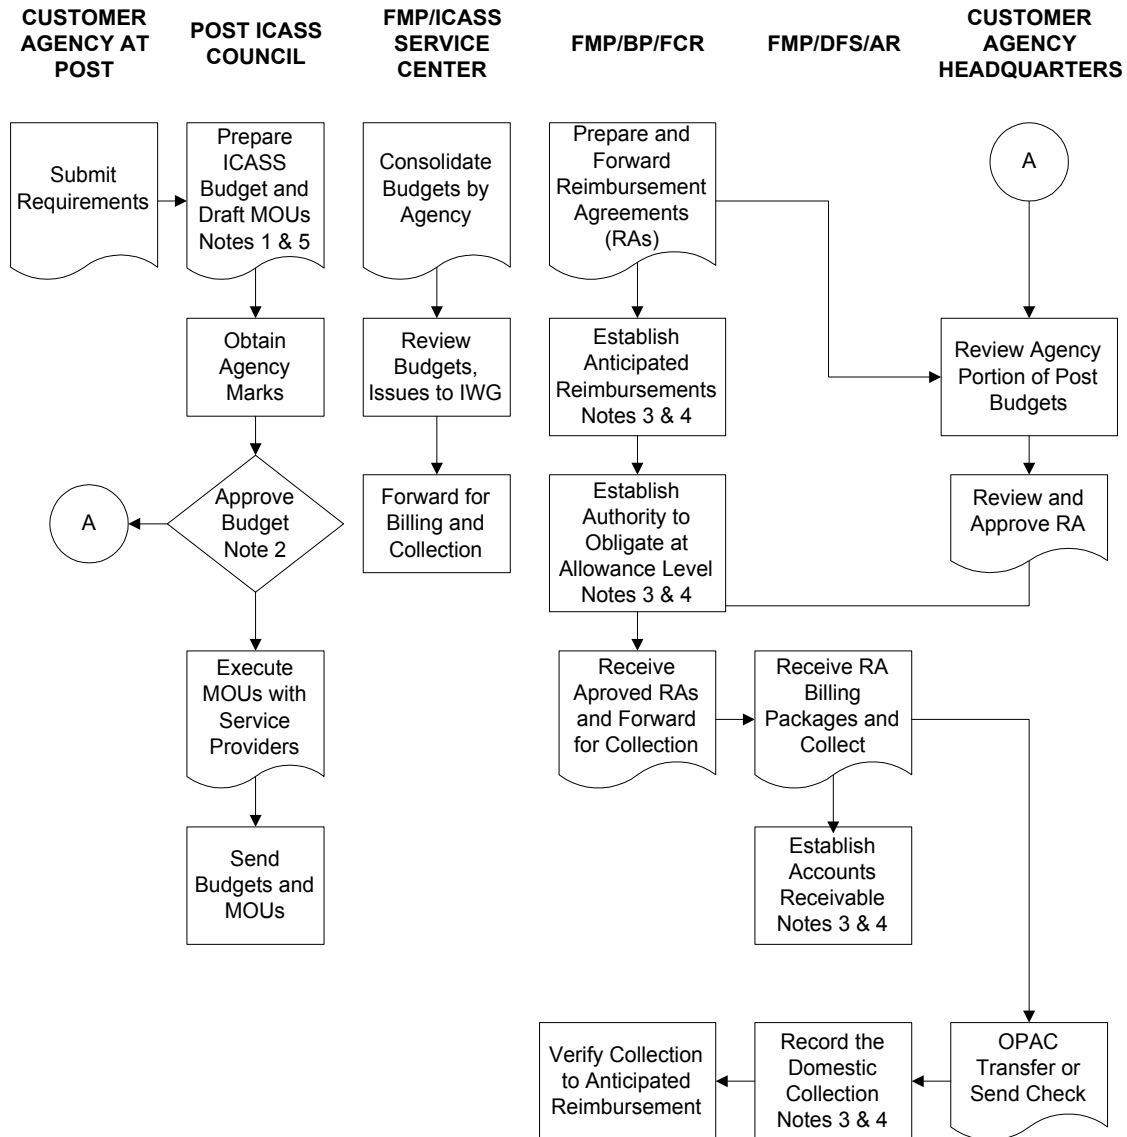 CUSTOMER
AGENCY AT
POST
POST ICASS
COUNCIL
FMP/ICASS
SERVICE
CENTER
FMP/BP/FCR
FMP/DFS/AR
CUSTOMER
AGENCY
HEADQUARTERS
Submit
Requirements
Prepare
ICASS
Budget and
Draft MOUs
Notes 1 & 5
Consolidate
Budgets by
Agency
Prepare and
Forward
Reimbursement
Agreements
(RAs)
A
Obtain
Agency
Marks
Review
Budgets,
Issues to IWG
Establish
Anticipated
Reimbursements
Notes 3 & 4
Review Agency
Portion of Post
Budgets
A
Approve
Budget
Note 2
Forward for
Billing and
Collection
Establish
Authority to
Obligate at
Allowance Level
Notes 3 & 4
Review and
Approve RA
Execute
MOUs with
Service
Providers
Receive
Aproved RAs
and Forward
for Collection
Receive RA
Billing
Packages and
Collect
Send
Budgets and
MOUs
Establish
Accounts
Receivable
Notes 3 & 4
Verify Collection
to Anticipated
Reimbursement
Record the
Domestic
Collection
Notes 3 & 4
OPAC
Transfer or
Send Check